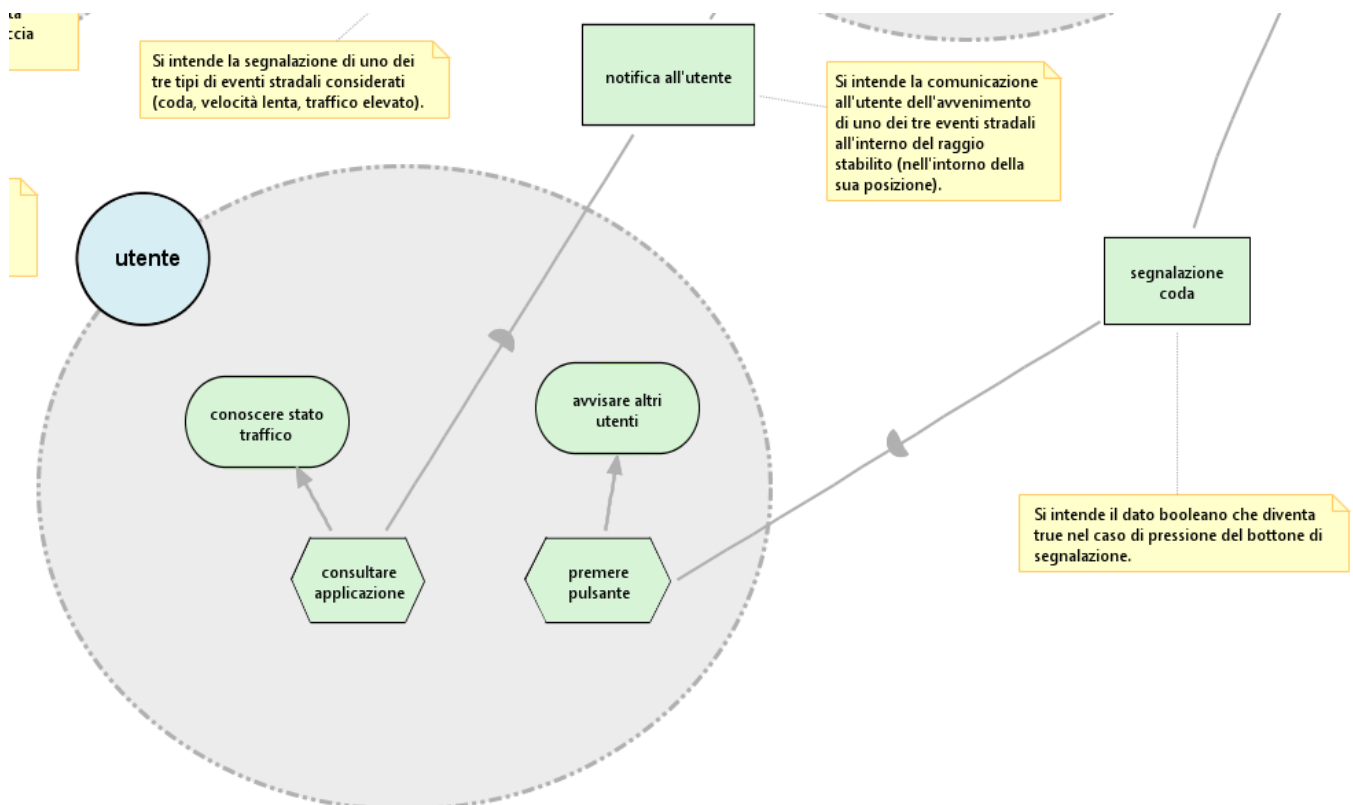 Si intende la segnalazione di uno dei
tre tipi di eventi stradali considerati
(coda, velocità lenta, traffico elevato).
notifica all'utente
Si intende la comunicazione
all'utente dell'avvenimento
di uno dei tre eventi stradali
all'interno del raggio
stabilito (nell'intorno della
sua posizione).
utente
segnalazione
coda
conoscere stato
traffico
avvisare altri
utenti
consultare
applicazione
premere
pulsante
Si intende il dato booleano che diventa
true nel caso di pressione del bottone di
segnalazione.